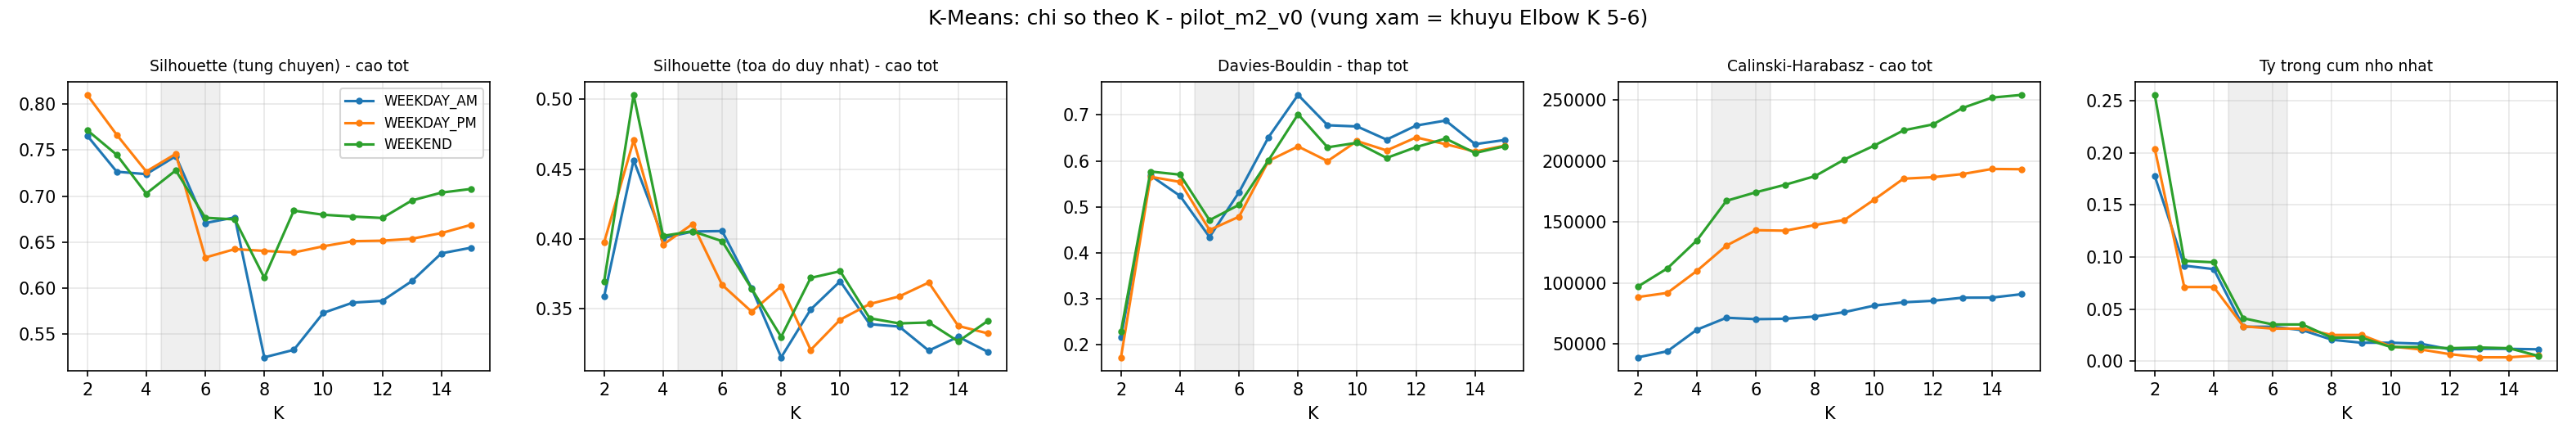 K-Means: chi so theo K - pilot_m2_v0 (vung xam = khuyu Elbow K 5-6)
Silhouette (tung chuyen) - cao tot
0.80
0.75
0.70
0.65
0.60
0.55
WEEKDAY_AM
WEEKDAY_PM
WEEKEND
2 4 6 8 10 12 14
K
Silhouette (toa do duy nhat) - cao tot
0.50
0.45
0.40
0.35
2 4 6 8 10 12 14
K
Davies-Bouldin - thap tot
0.7
0.6
0.5
0.4
0.3
0.2
2 4 6 8 10 12 14
K
Calinski-Harabasz - cao tot
250000
200000
150000
100000
50000
2 4 6 8 10 12 14
K
Ty trong cum nho nhat
0.25
0.20
0.15
0.10
0.05
0.00
2 4 6 8 10 12 14
K